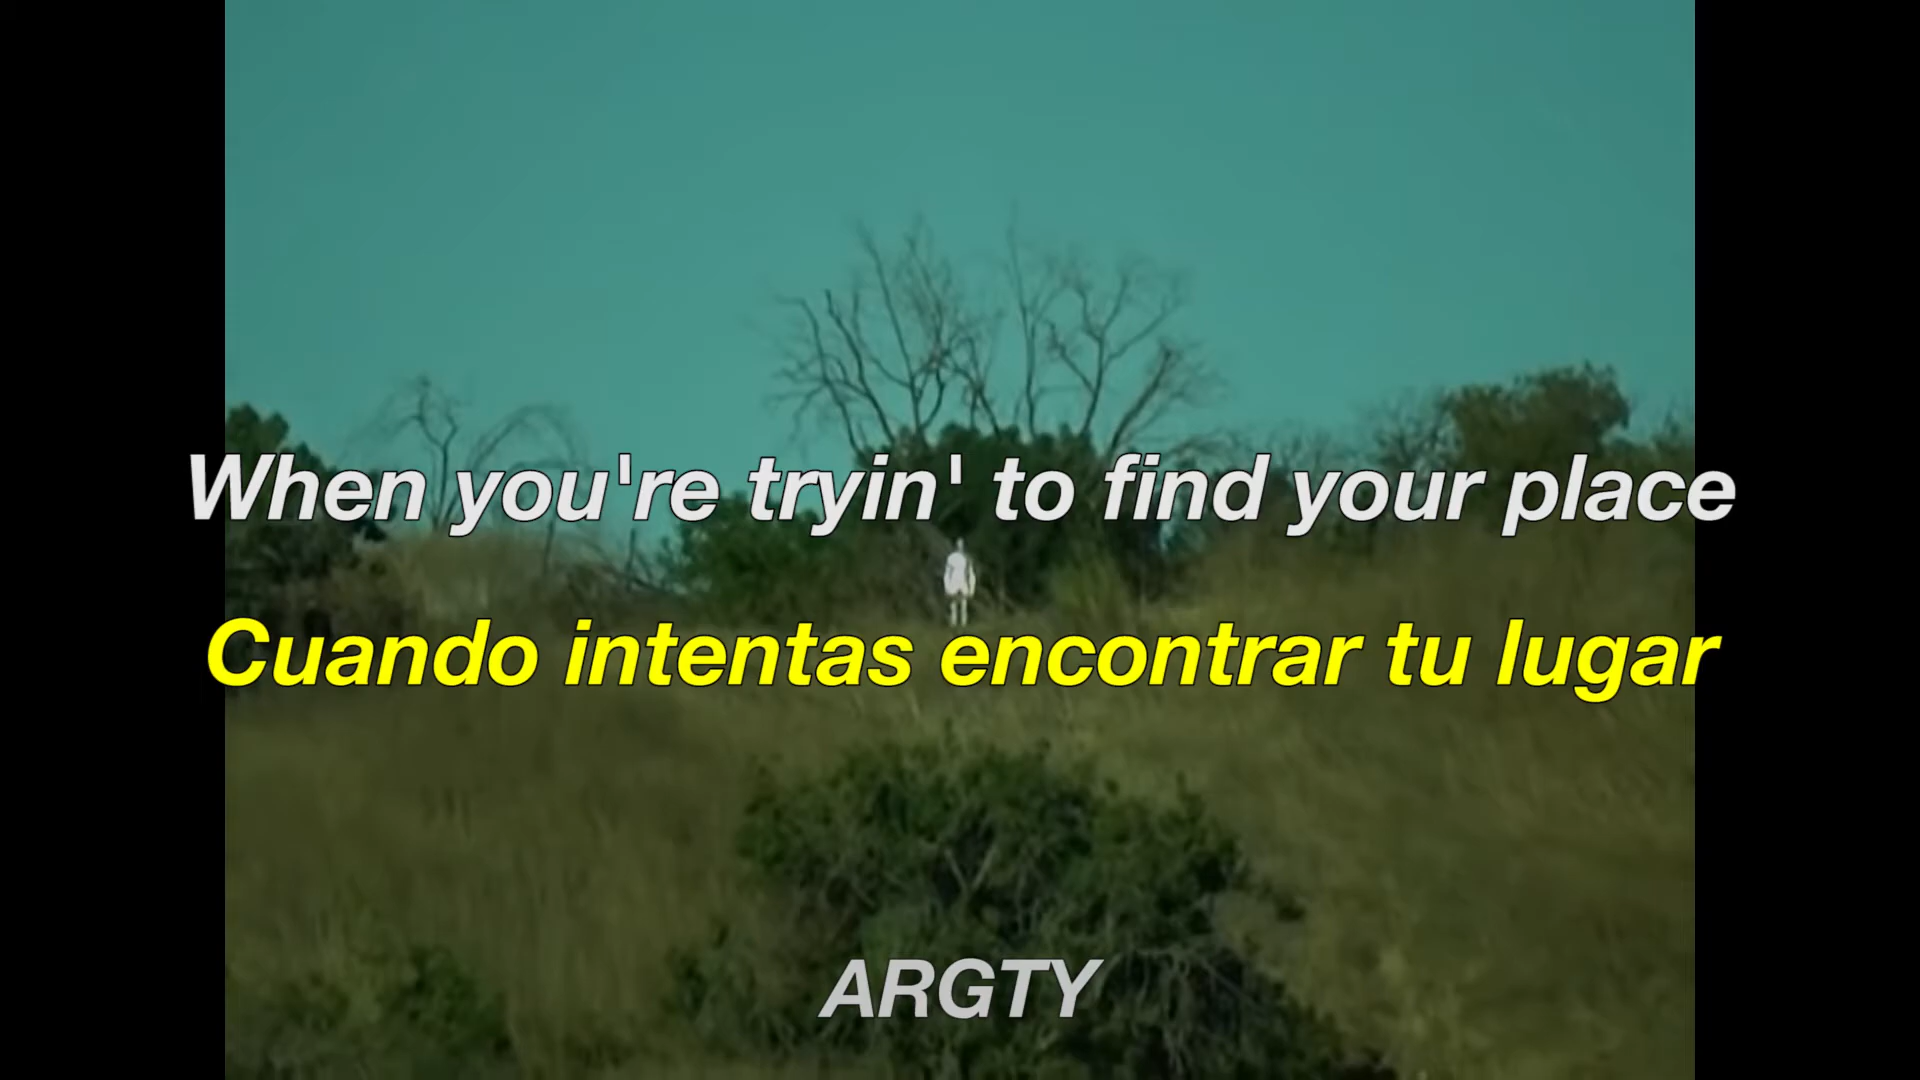 When you're tryin' to find your place
Cuando intentas encontrar tu lugar
ARGTY